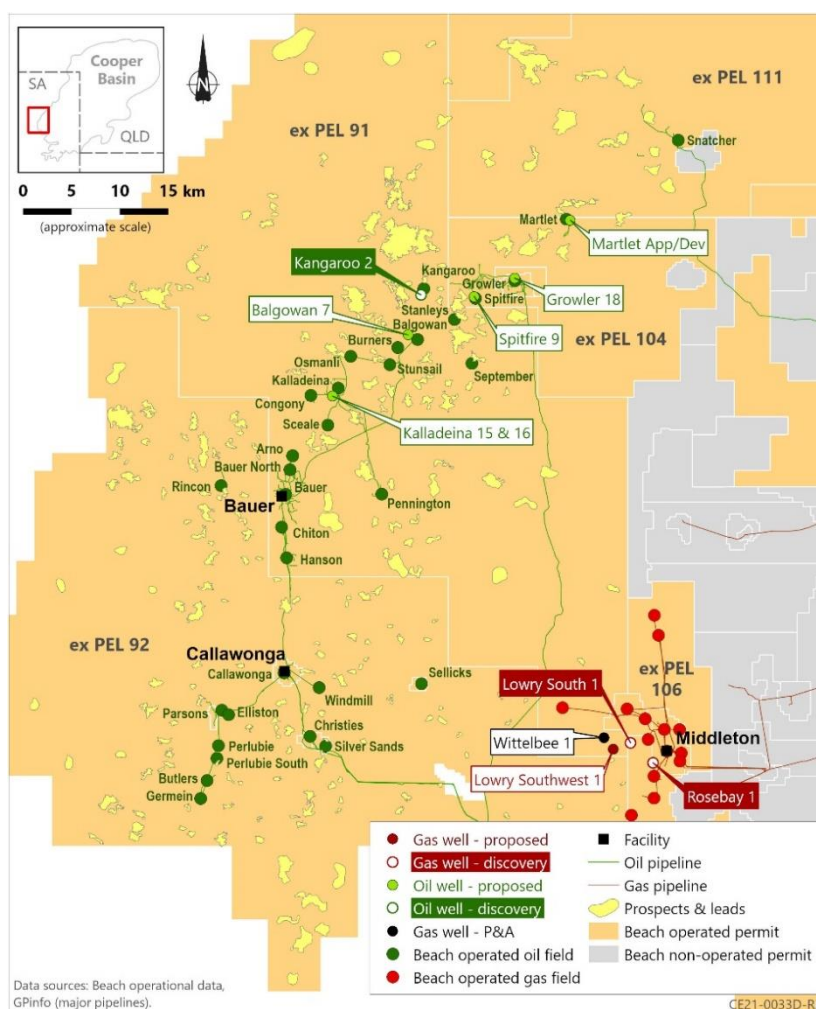 Cooper
Basin
SA
QLD
N
0 5 10 15 km
(approximate scale)
ex PEL 91
ex PEL 111
Snatcher
Martlet
Martlet App/Dev
Kangaroo 2
Kangaroo
Growler
Spitfire
Growler 18
Stanleys
Balgowan 7
Balgowan
Burners
Spitfire 9
ex PEL 104
Osmanli
Stunsail
September
Kalladeina
Congony
Sceale
Kalladeina 15 & 16
Arno
Bauer North
Rincon
Bauer
Bauer
Pennington
Chiton
Hanson
ex PEL 92
Callawonga
Callawonga
Sellicks
Windmill
ex PEL
106
Lowry South 1
Parsons
Elliston
Christies
Silver Sands
Wittelbee 1
Middleton
Perlubie
Perlubie South
Lowry Southwest 1
Butlers
Germein
Rosebay 1
Gas well - proposed
Gas well - discovery
Oil well - proposed
Oil well - discovery
Gas well - P&A
Beach operated oil field
Beach operated gas field
Facility
Oil pipeline
Gas pipeline
Prospects & leads
Beach operated permit
Beach non-operated permit
Data sources: Beach operational data,
GPinfo (major pipelines).
CE21-0033D-R